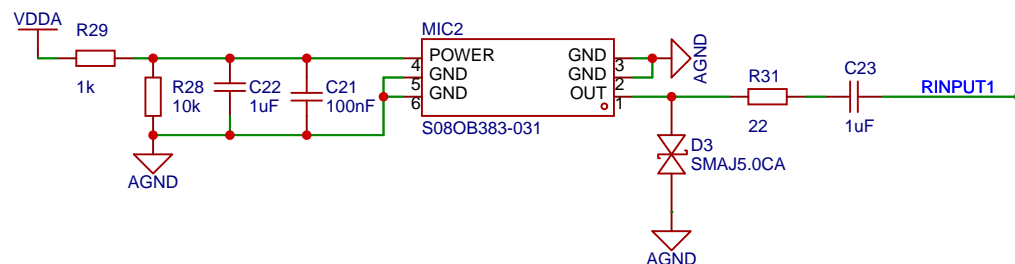 VDDA
R29
1k
R28
10k
C22
1uF
C21
100nF
AGND
MIC2
POWER
GND
GND
GND
GND
OUT
4
5
6
3
2
1
S08OB383-031
AGND
R31
22
C23
1uF
RINPUT1
D3
SMAJ5.0CA
AGND